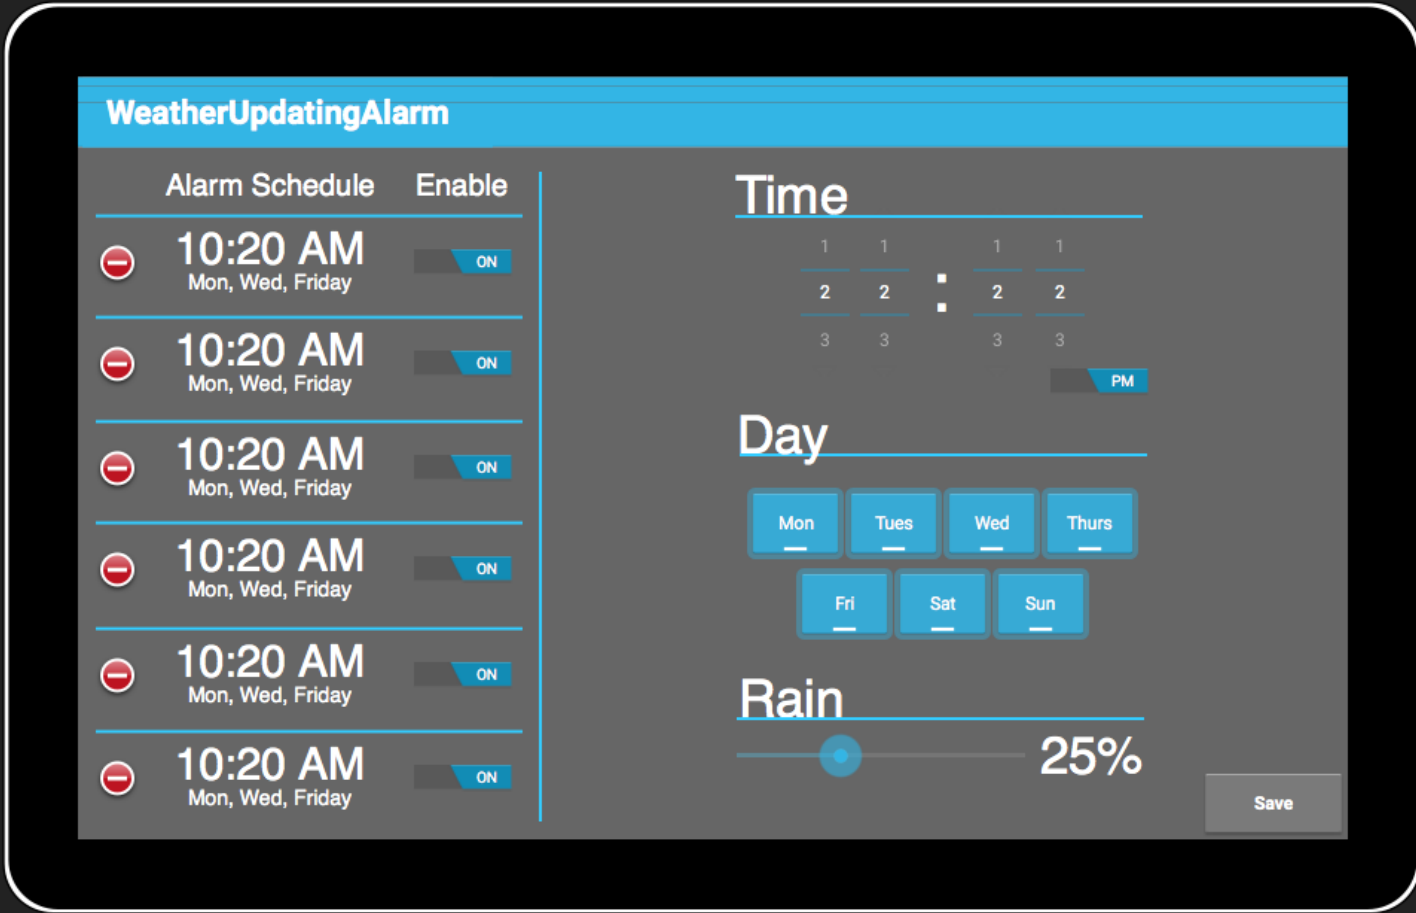 WeatherUpdatingAlarm
Alarm Schedule Enable
10:20 AM
Mon, Wed, Friday
ON
10:20 AM
Mon, Wed, Friday
ON
10:20 AM
Mon, Wed, Friday
ON
10:20 AM
Mon, Wed, Friday
ON
10:20 AM
Mon, Wed, Friday
ON
10:20 AM
Mon, Wed, Friday
ON
Time
1 1 1 1
2 2 : 2 2
3 3 3 3
PM
Day
Mon Tues Wed Thurs
Fri Sat Sun
Rain
25%
Save